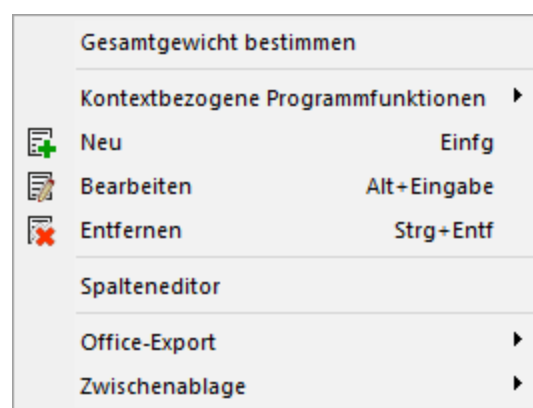 Gesamtgewicht bestimmen
Kontextbezogene Programmfunktionen
Neu Einfg
Bearbeiten Alt+Eingabe
Entfernen Strg+Entf
Spalteneditor
Office-Export
Zwischenablage